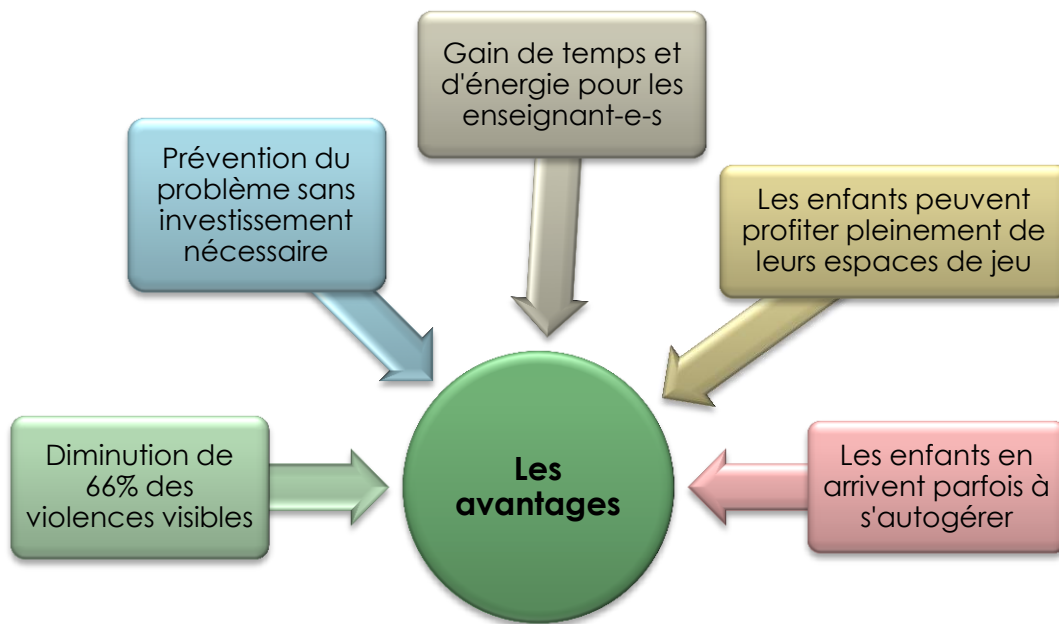 Gain de temps et
d'énergie pour les
enseignant-e-s
Prévention du
problème sans
investissement
nécessaire
Les enfants peuvent
profiter pleinement de
leurs espaces de jeu
Diminution de
66% des
violences visibles
Les
avantages
Les enfants en
arrivent parfois à
s'autogérer